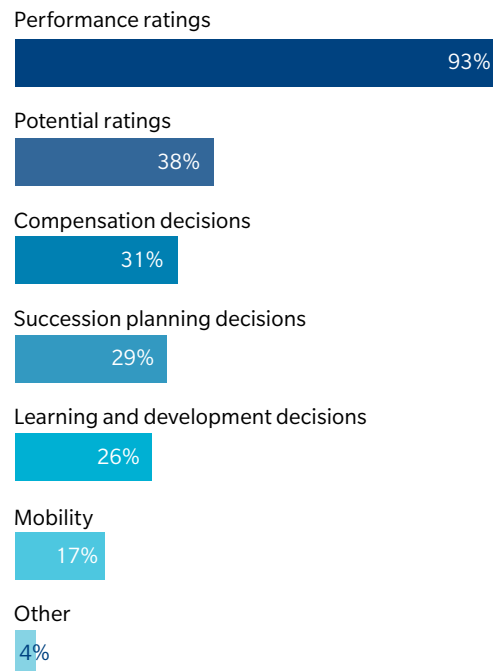 Performance ratings
93%
Potential ratings
38%
Compensation decisions
31%
Succession planning decisions
29%
Learning and development decisions
26%
Mobility
17%
Other
4%